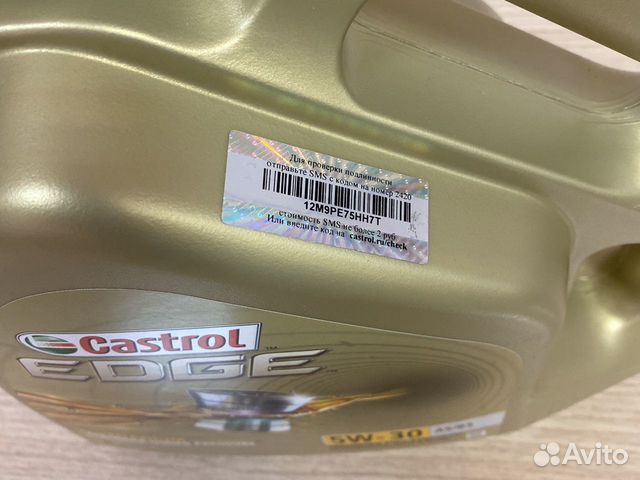 Для проверки подлинности
отправьте SMS с кодом на номер 2420
12M9PE75HH7T
стоимость SMS не более 2 руб
Или введите код на castrol.ru/check
Castrol
EDGE
5W-30
Avito